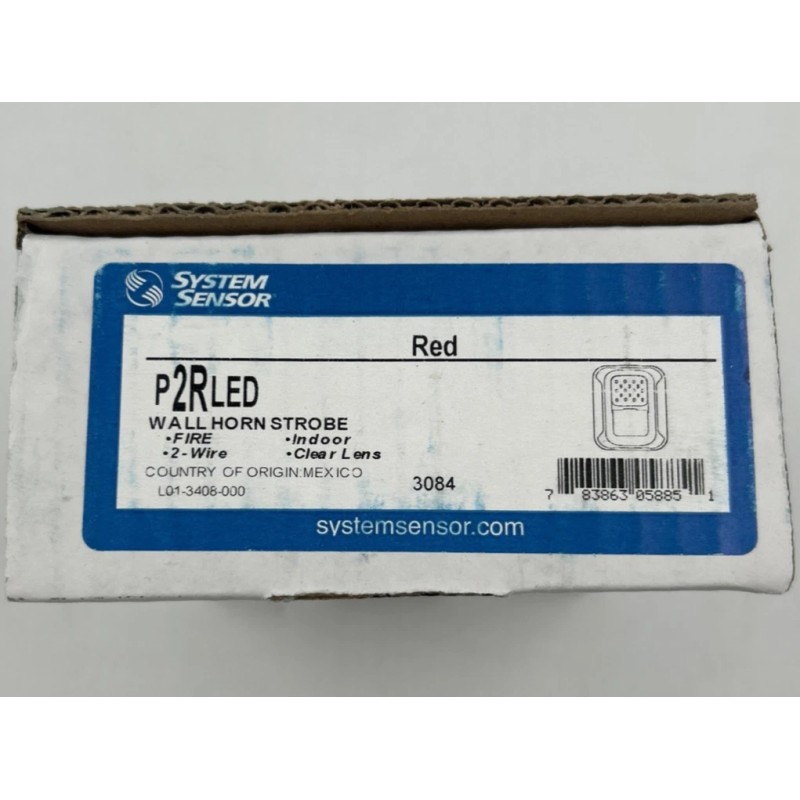 SYSTEM
SENSOR®
Red
P2RLED
WALL HORN STROBE
•FIRE •Indoor
•2-Wire •Clear Lens
COUNTRY OF ORIGIN:MEXICO
L01-3408-000
3084
7 83863 05885 1
systemsensor.com